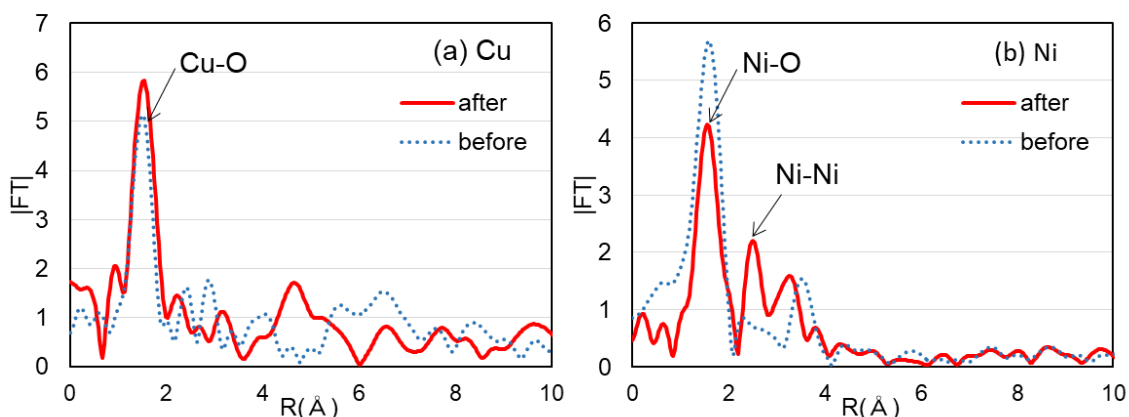 (a) Cu
Cu-O
after
before
|FT|
7
6
5
4
3
2
1
0
0 2 4 6 8 10
R(Å)
(b) Ni
Ni-O
Ni-Ni
after
before
|FT|
6
5
4
3
2
1
0
0 2 4 6 8 10
R(Å)